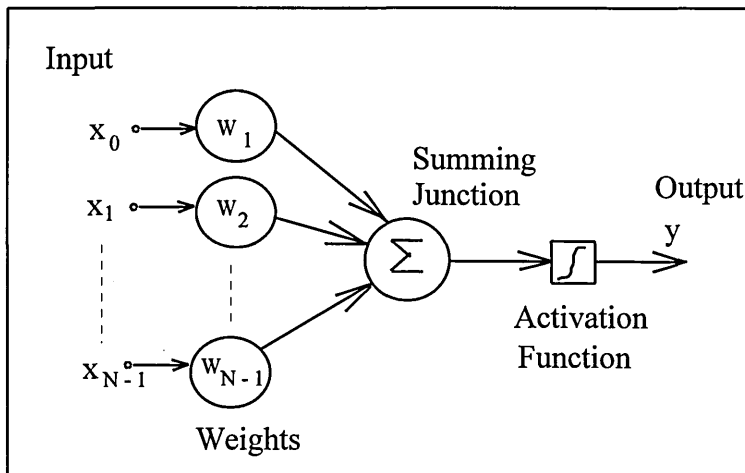 Input
x0
w1
x1
w2
xN-1
wN-1
Weights
Summing
Junction
Σ
Activation
Function
Output
y